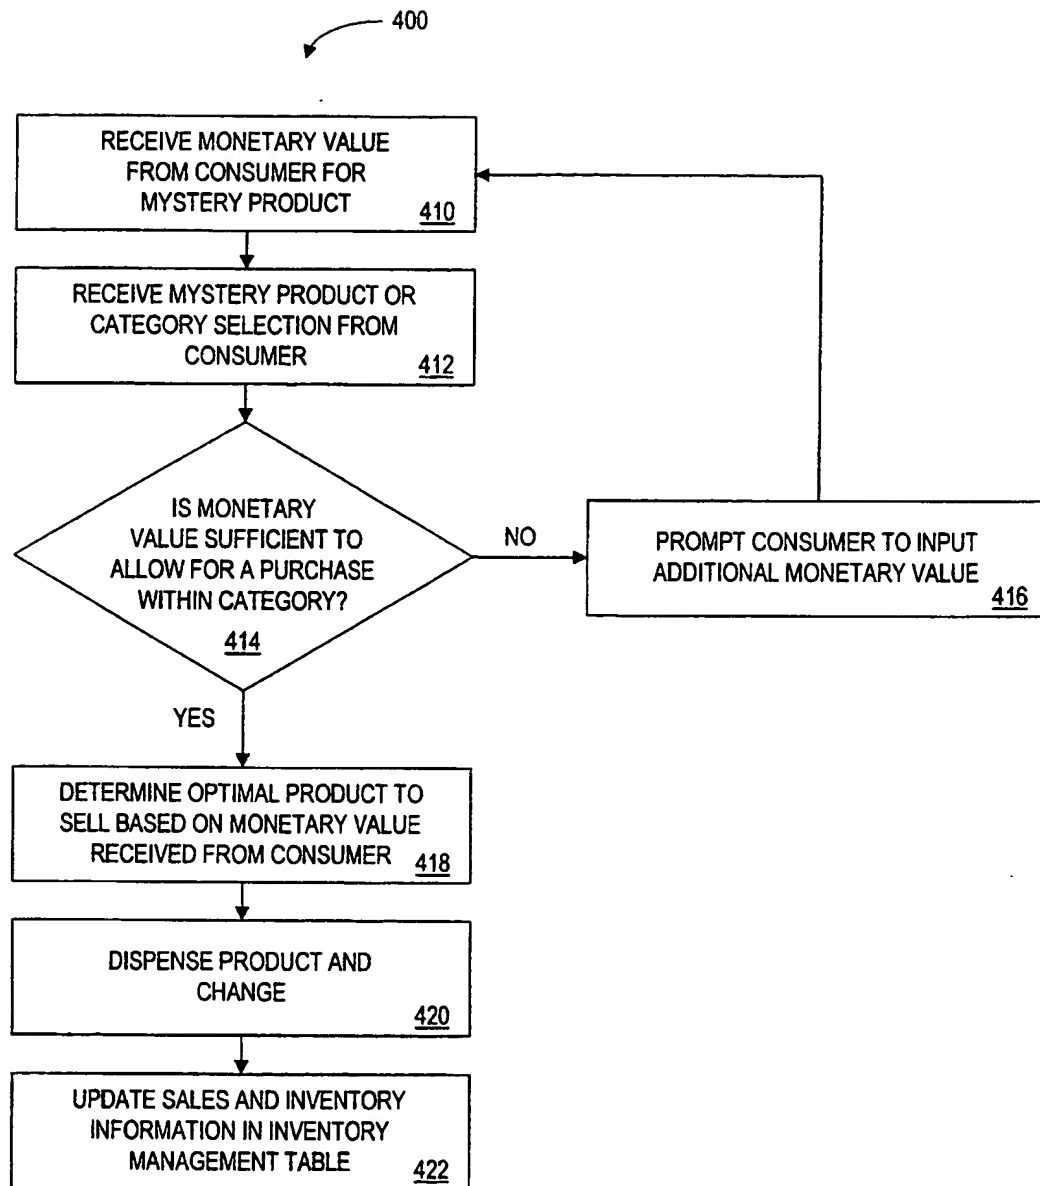 400
RECEIVE MONETARY VALUE
FROM CONSUMER FOR
MYSTERY PRODUCT
410
RECEIVE MYSTERY PRODUCT OR
CATEGORY SELECTION FROM
CONSUMER
412
IS MONETARY
VALUE SUFFICIENT TO
ALLOW FOR A PURCHASE
WITHIN CATEGORY?
414
NO
PROMPT CONSUMER TO INPUT
ADDITIONAL MONETARY VALUE
416
YES
DETERMINE OPTIMAL PRODUCT TO
SELL BASED ON MONETARY VALUE
RECEIVED FROM CONSUMER
418
DISPENSE PRODUCT AND
CHANGE
420
UPDATE SALES AND INVENTORY
INFORMATION IN INVENTORY
MANAGEMENT TABLE
422